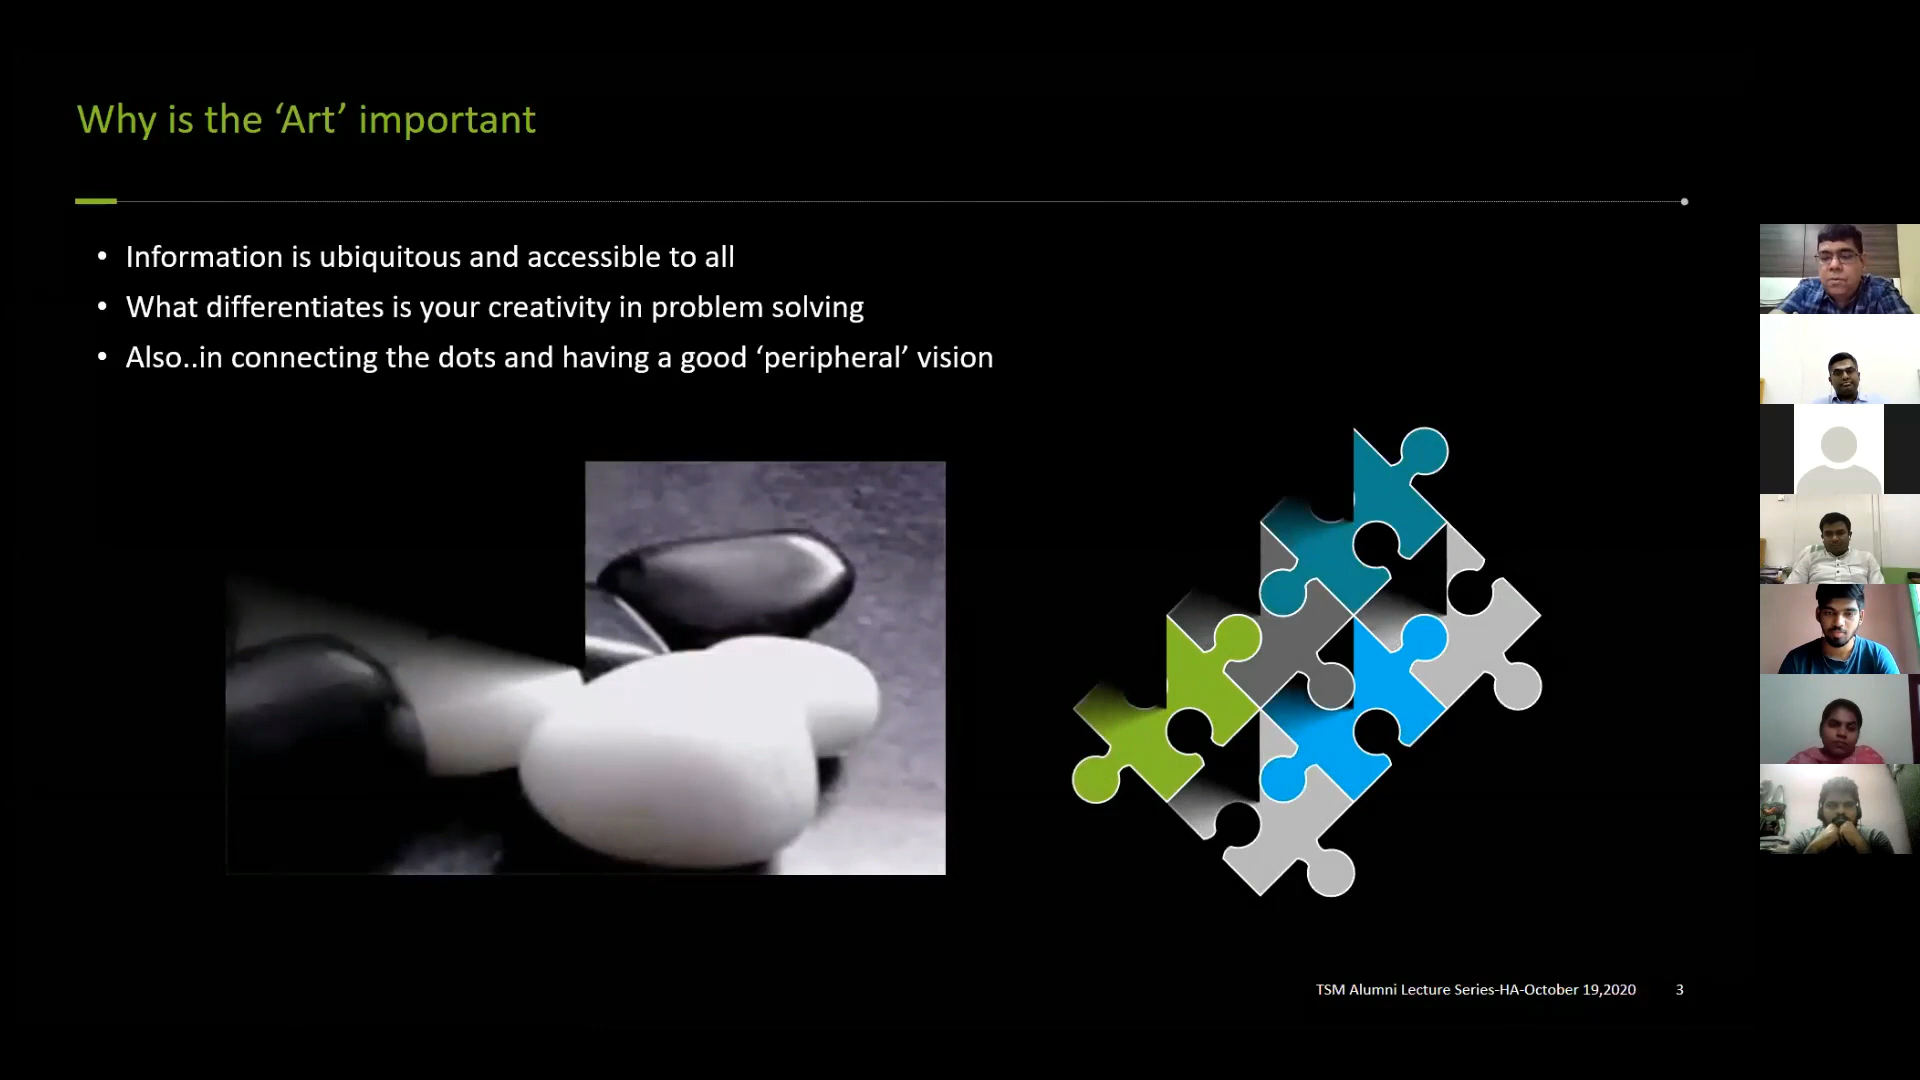 Why is the ‘Art’ important
• Information is ubiquitous and accessible to all
• What differentiates is your creativity in problem solving
• Also..in connecting the dots and having a good ‘peripheral’ vision
TSM Alumni Lecture Series-HA-October 19,2020 3